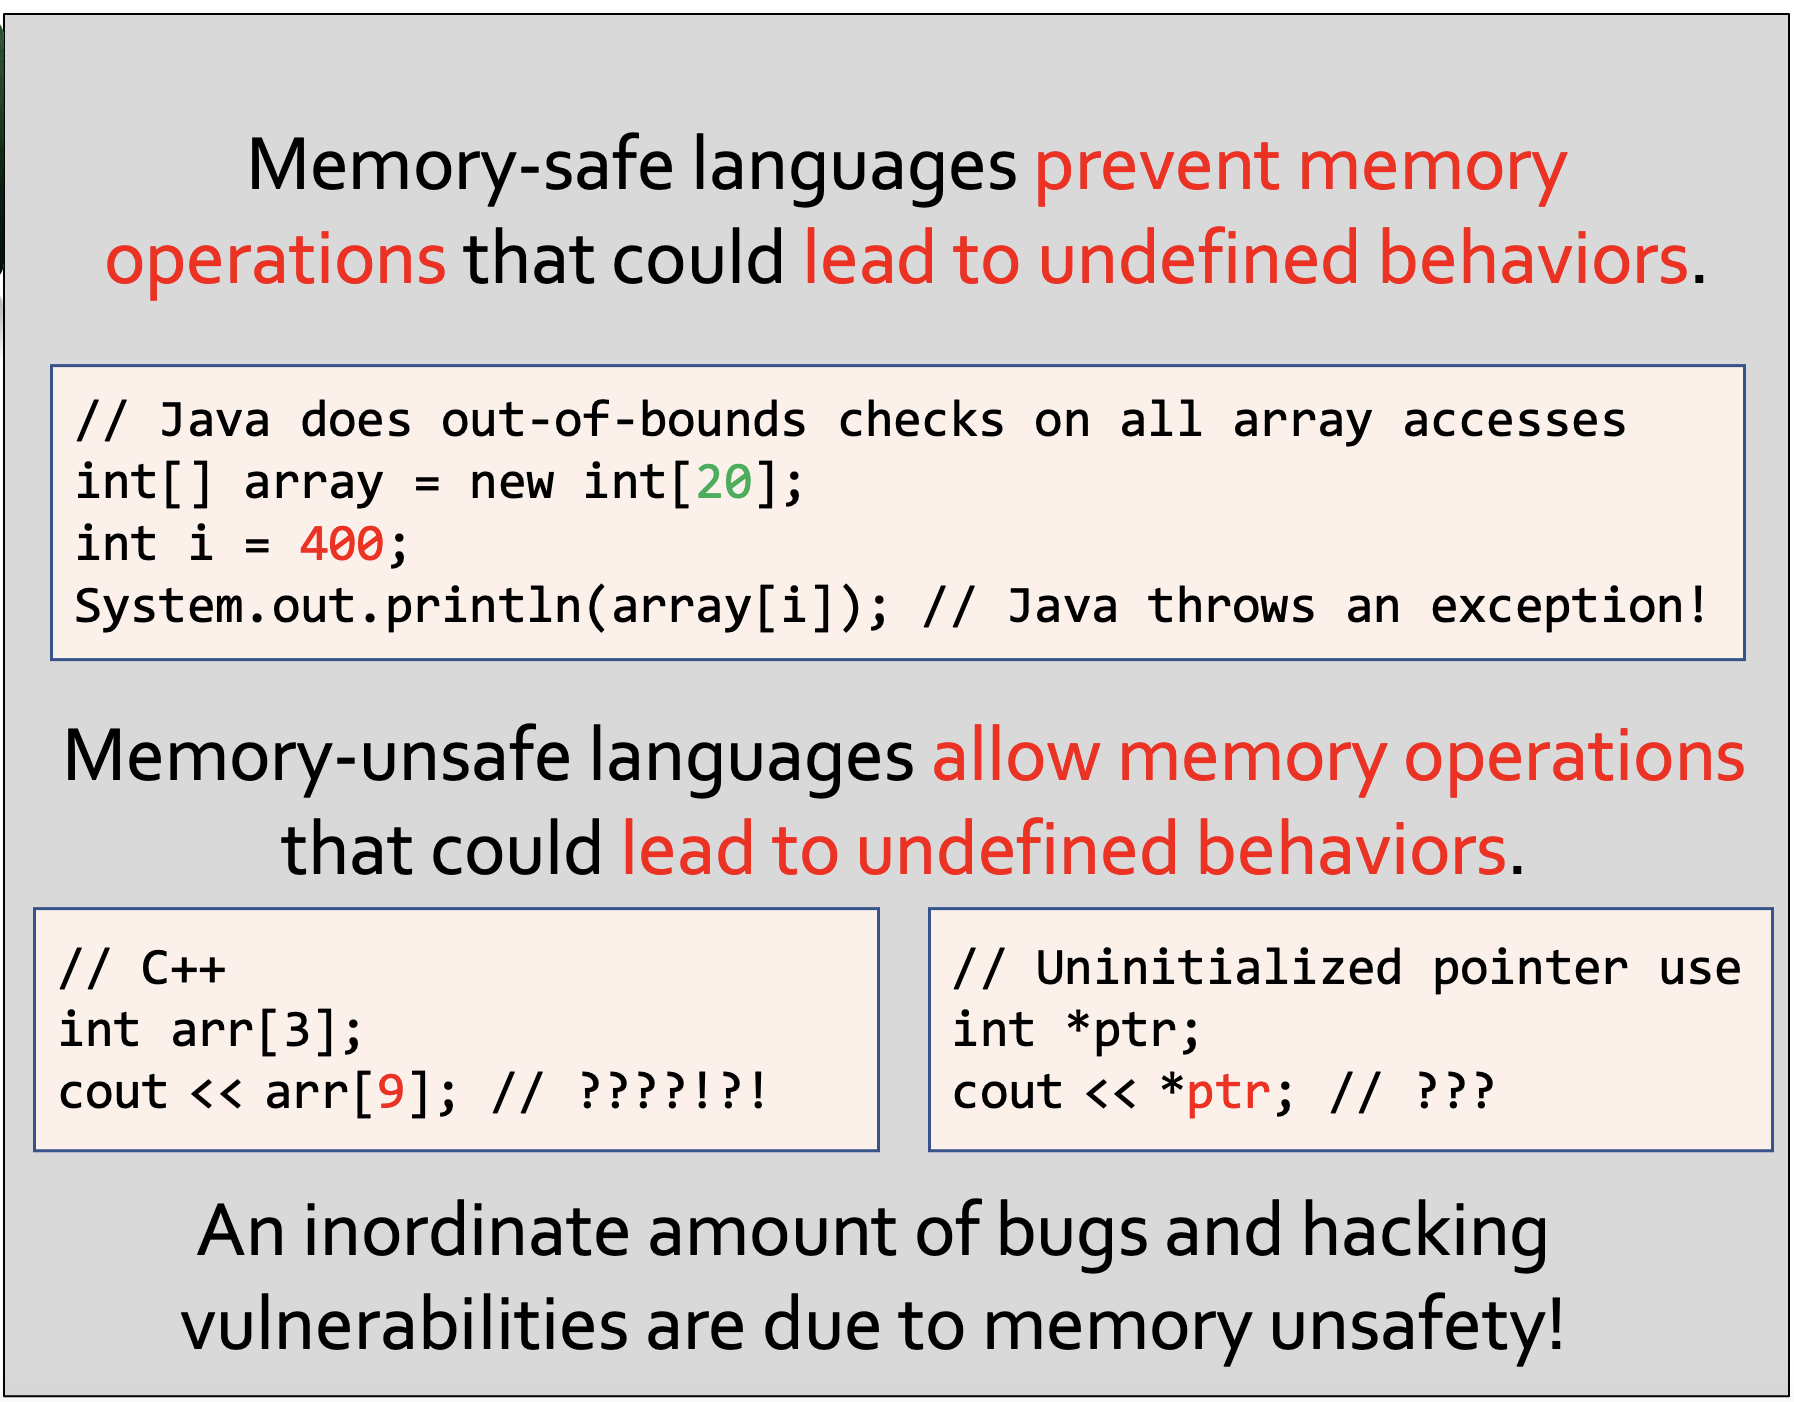 Memory-safe languages prevent memory
operations that could lead to undefined behaviors.
// Java does out-of-bounds checks on all array accesses
int[] array = new int[20];
int i = 400;
System.out.println(array[i]); // Java throws an exception!
Memory-unsafe languages allow memory operations
that could lead to undefined behaviors.
// C++
int arr[3];
cout << arr[9]; // ????!?!
// Uninitialized pointer use
int *ptr;
cout << *ptr; // ???
An inordinate amount of bugs and hacking
vulnerabilities are due to memory unsafety!